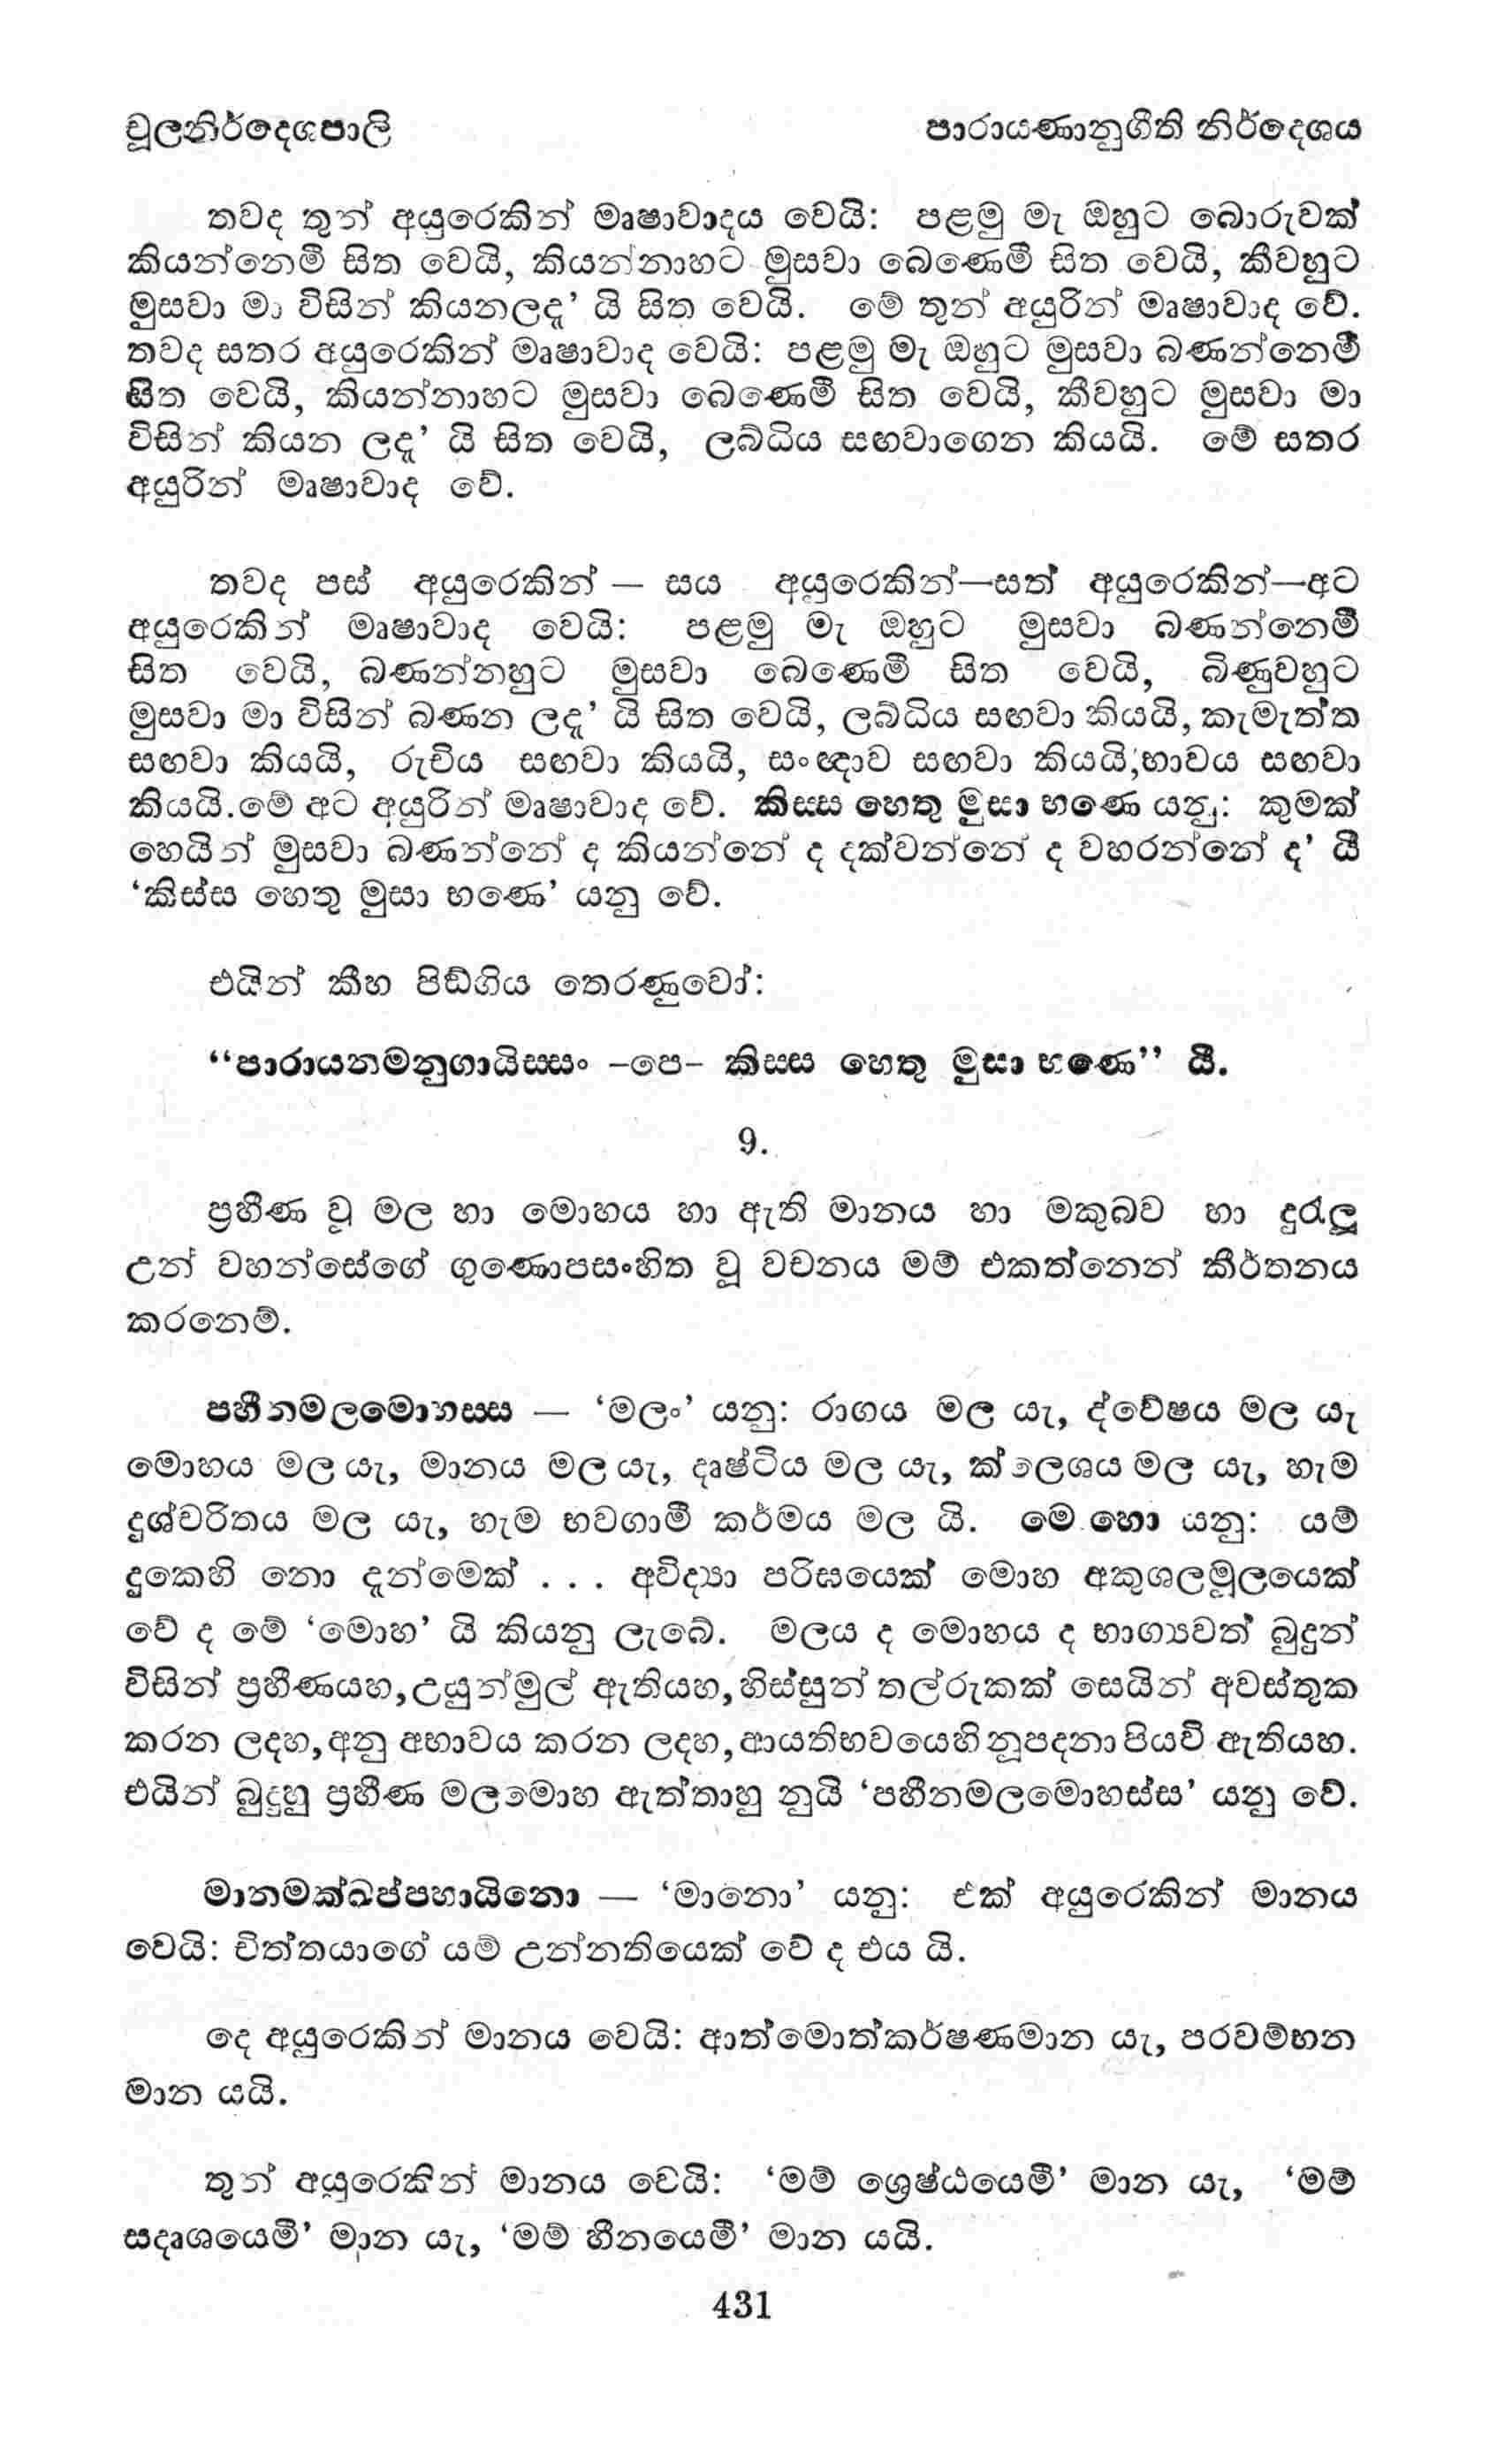 චූලනිර්දෙශපාලි
පාරායණානුගීති නිර්දෙශය
තවද තුන් අයුරෙකින් මෘෂාවාදය වෙයි: පළමු මැ ඔහුට බොරුවක්
කියන්නෙමී සිත වෙයි, කියන්නාහට මුසවා බෙණෙමී සිත වෙයි, කීවහුට
මුසවා මා විසින් කියනලදැ’ යි සිත වෙයි. මේ තුන් අයුරින් මෘෂාවාද වේ.
තවද සතර අයුරෙකින් මෘෂාවාද වෙයි: පළමු මැ ඔහුට මුසවා බණන්නෙමී
සිත වෙයි, කියන්නාහට මුසවා බෙණෙමී සිත වෙයි, කීවහුට මුසවා මා
විසින් කියන ලදැ’ යි සිත වෙයි, ලබ්ධිය සඟවාගෙන කියයි. මේ සතර
අයුරින් මෘෂාවාද වේ.
තවද පස් අයුරෙකින් — සය අයුරෙකින්—සත් අයුරෙකින්—අට
අයුරෙකින් මෘෂාවාද වෙයි: පළමු මැ ඔහුට මුසවා බණන්නෙමී
සිත වෙයි, බණන්නහුට මුසවා බෙණෙමී සිත වෙයි, බිණුවහුට
මුසවා මා විසින් බණන ලදැ’ යි සිත වෙයි, ලබ්ධිය සඟවා කියයි, කැමැත්ත
සඟවා කියයි, රුචිය සඟවා කියයි, සංඥාව සඟවා කියයි, භාවය සඟවා
කියයි.මේ අට අයුරින් මෘෂාවාද වේ. කිස්ස හෙතු මුසා භණෙ යනු: කුමක්
හෙයින් මුසවා බණන්නේ ද කියන්නේ ද දක්වන්නේ ද වහරන්නේ ද’ යී
‘කිස්ස හෙතු මුසා භණෙ’ යනු වේ.
එයින් කීහ පිඞ්ගිය තෙරණුවෝ:
“පාරායනමනුගායිස්සං –පෙ– කිස්ස හෙතු මුසා භණෙ” යී.
9.
ප්‍රහීණ වූ මල හා මොහය හා ඇති මානය හා මකුබව හා දුරැලූ
උන් වහන්සේගේ ගුණොපසංහිත වූ වචනය මම් එකත්නෙන් කීර්තනය
කරනෙම්.
පහීනමලමොහස්ස — ‘මලං’ යනු: රාගය මල යැ, ද්වේෂය මල යැ
මොහය මල යැ, මානය මල යැ, දෘෂ්ටිය මල යැ, ක්ලෙශය මල යැ, හැම
දුශ්චරිතය මල යැ, හැම භවගාමී කර්මය මල යි. මොහො යනු: යම්
දුකෙහි නො දැන්මෙක් . . . අවිද්‍යා පරිඝයෙක් මොහ අකුශලමූලයෙක්
වේ ද මේ ‘මොහ’ යි කියනු ලැබේ. මලය ද මොහය ද භාග්‍යවත් බුදුන්
විසින් ප්‍රහීණයහ,උයුන්මුල් ඇතියහ,හිස්සුන් තල්රුකක් සෙයින් අවස්තුක
කරන ලදහ,අනු අභාවය කරන ලදහ,ආයතිභවයෙහි නූපදනා පියවි ඇතියහ.
එයින් බුදුහු ප්‍රහීණ මලමොහ ඇත්තාහු නුයි ‘පහීනමලමොහස්ස’ යනු වේ.
මානමක්ඛප්පහායිනො — ‘මානො’ යනු: එක් අයුරෙකින් මානය
වෙයි: චිත්තයාගේ යම් උන්නතියෙක් වේ ද එය යි.
දෙ අයුරෙකින් මානය වෙයි: ආත්මොත්කර්ෂණමාන යැ, පරවම්භන
මාන යයි.
තුන් අයුරෙකින් මානය වෙයි: ‘මම් ශ්‍රෙෂ්ඨයෙමී’ මාන යැ, ‘මම්
සදෘශයෙමී’ මාන යැ, ‘මම් හීනයෙමී’ මාන යයි.
431